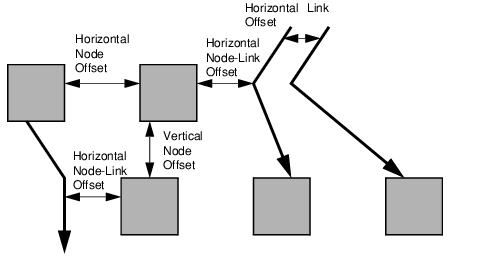 Horizontal Link
Offset
Horizontal
Node
Offset
Horizontal
Node-Link
Offset
Vertical
Node
Offset
Horizontal
Node-Link
Offset